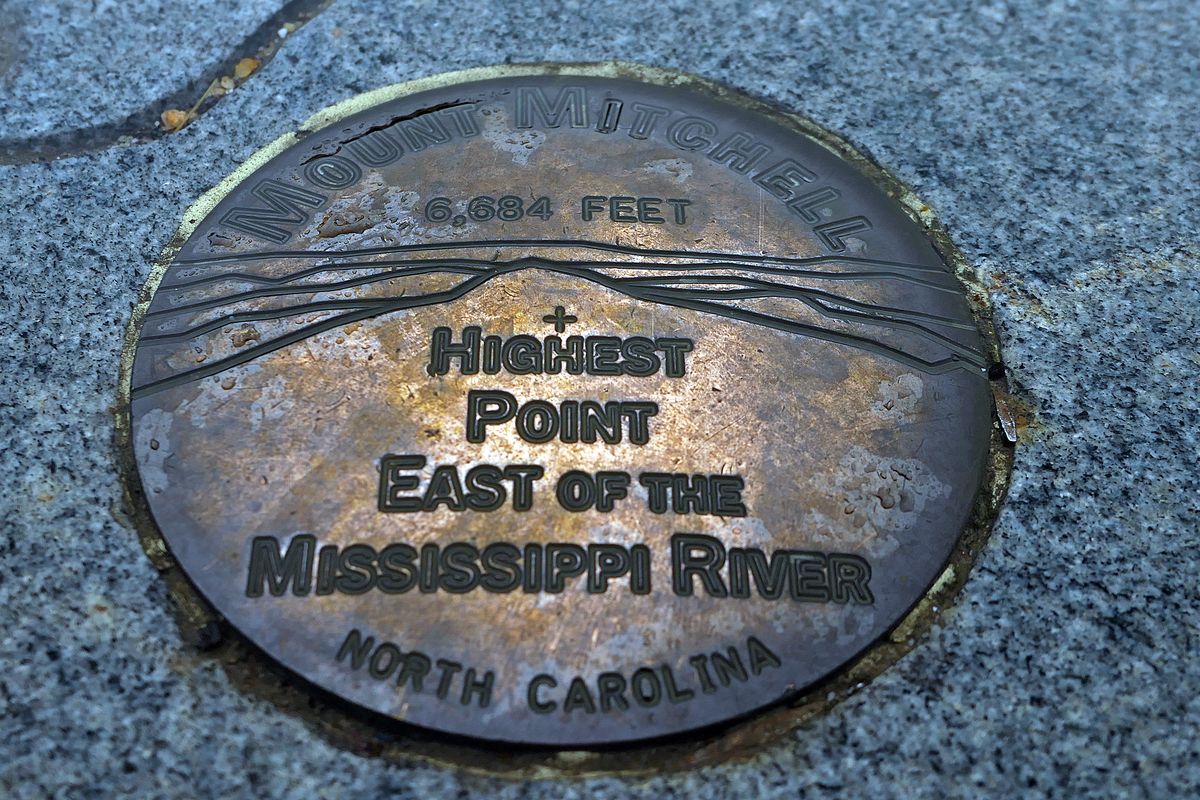 Mount Mitchell
6,684 FEET
+
Highest
Point
East of the
Mississippi River
NORTH CAROLINA